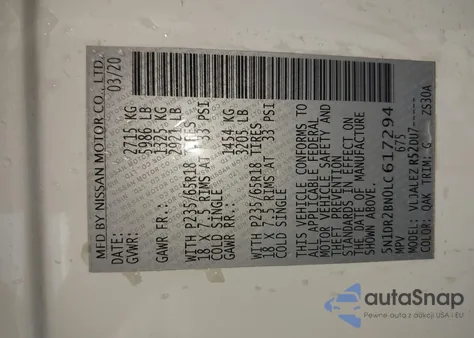 MFD BY NISSAN MOTOR CO., LTD.
DATE: 03/20
GVWR: 2715 KG
5986 LB
GAWR FR.: 1325 KG
2921 LB
WITH P235/65R18 TIRES
18 X 7.5 RIMS AT 33 PSI
COLD SINGLE
GAWR RR.: 1454 KG
3205 LB
WITH P235/65R18 TIRES
18 X 7.5 RIMS AT 33 PSI
COLD SINGLE
THIS VEHICLE CONFORMS TO
ALL APPLICABLE FEDERAL
MOTOR VEHICLE SAFETY AND
THEFT PREVENTION
STANDARDS IN EFFECT ON
THE DATE OF MANUFACTURE
SHOWN ABOVE.
5N1DR2BN0LC617294
MPV 675
MODEL: VLJALEZ R52UU7-----
COLOR: QAK TRIM: G ZS30A
autaSnap
Pewne auta z aukcji USA i EU